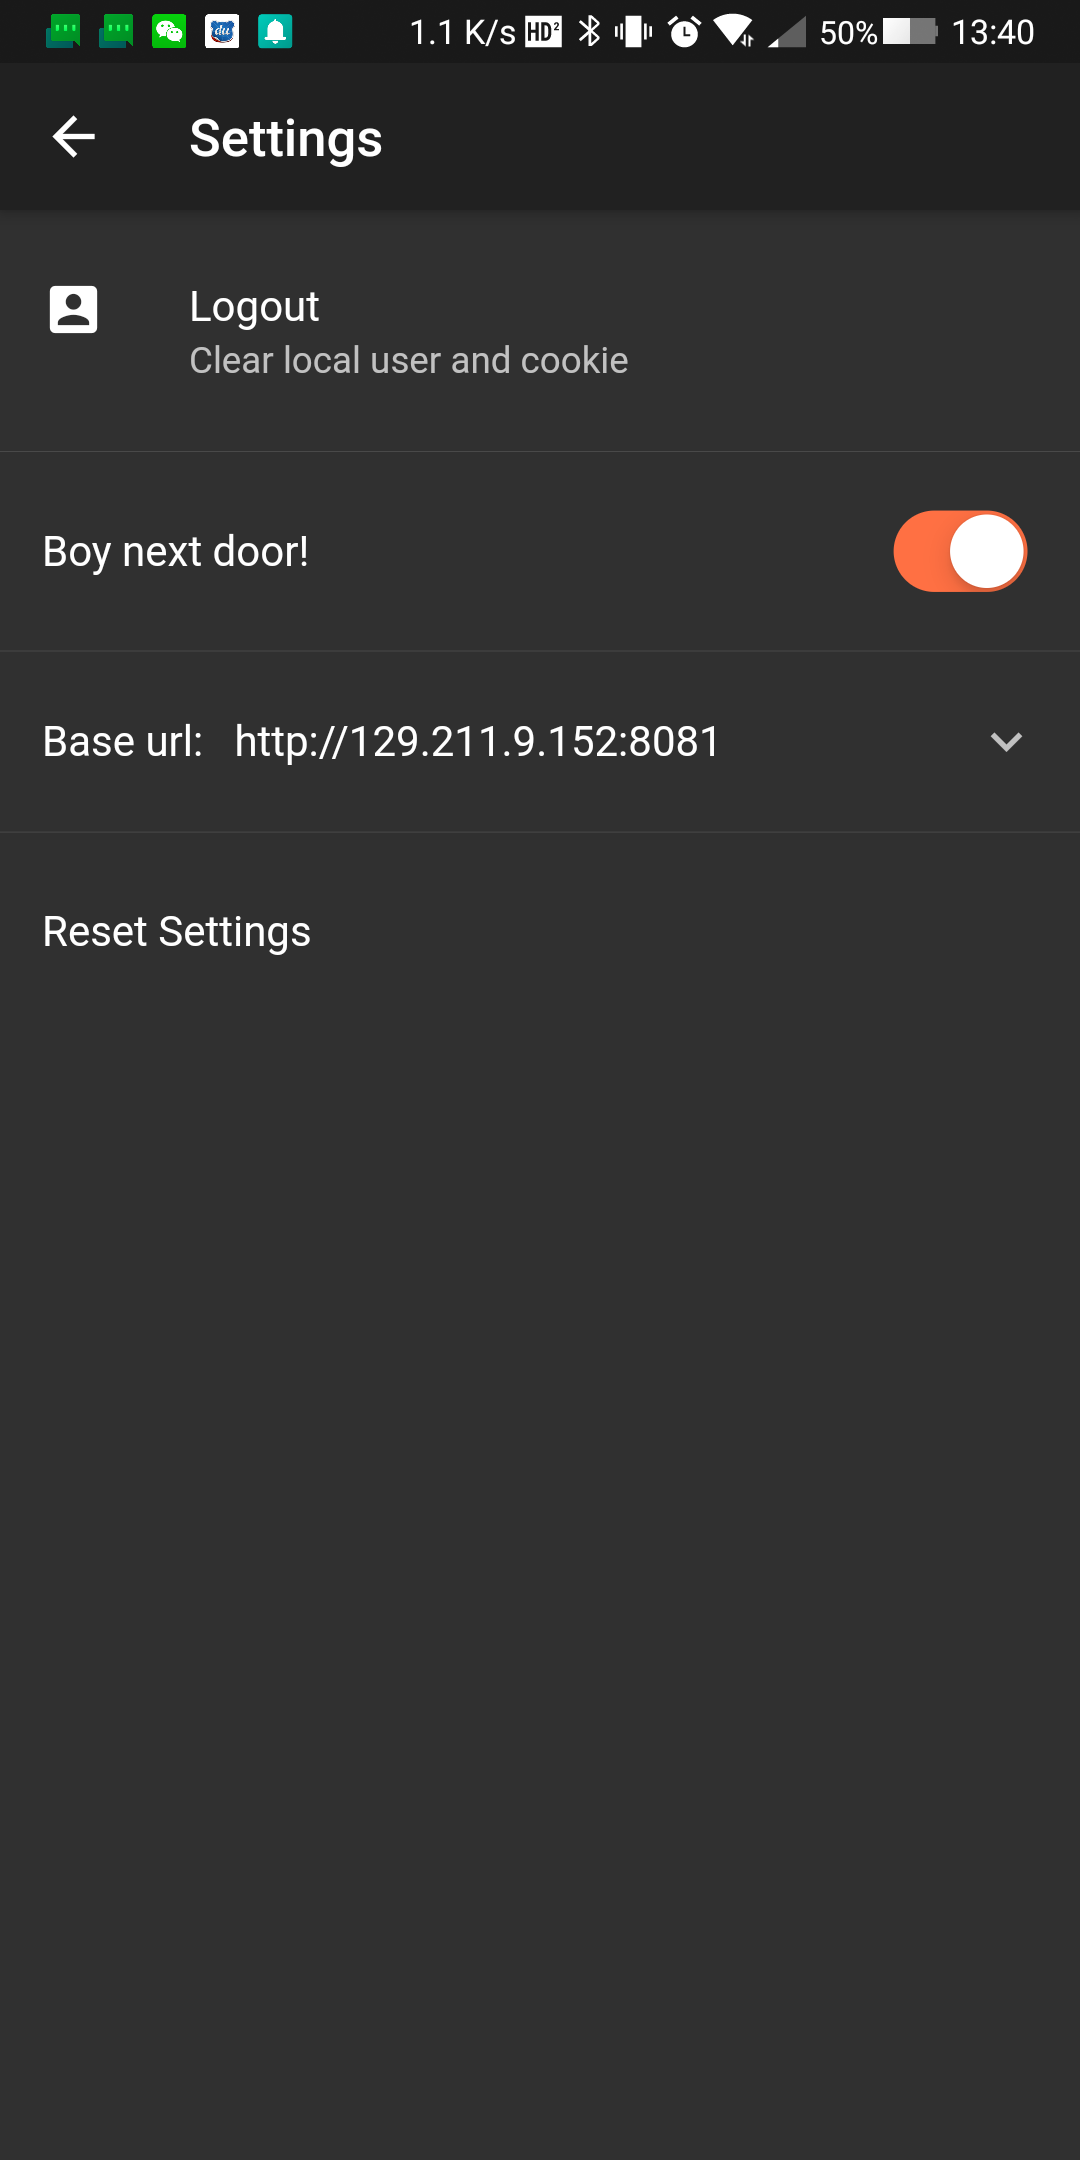 1.1 K/s HD² 50% 13:40
Settings
Logout
Clear local user and cookie
Boy next door!
Base url: http://129.211.9.152:8081
Reset Settings